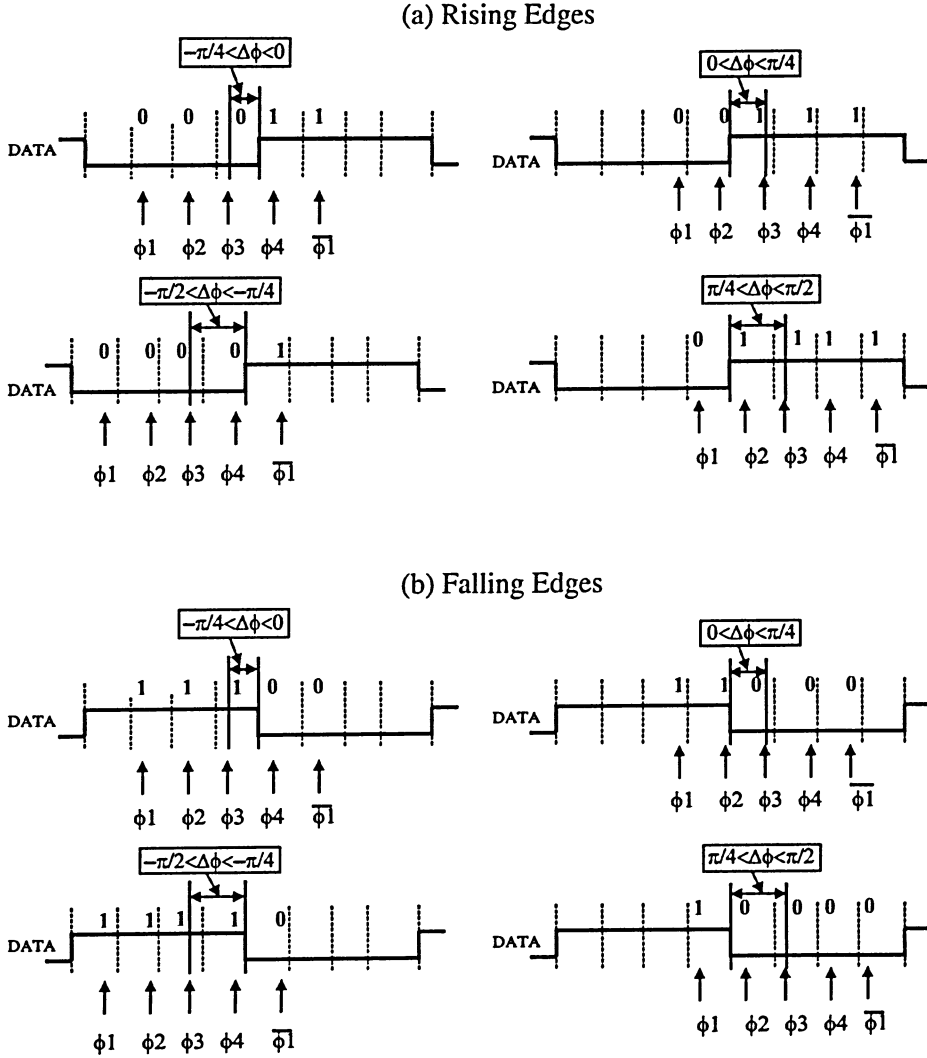 (a) Rising Edges
−π/4<Δϕ<0
0<Δϕ<π/4
0 0 0 1 1
0 0 1 1 1
DATA
DATA
ϕ1 ϕ2 ϕ3 ϕ4 ϕ1̅
ϕ1 ϕ2 ϕ3 ϕ4 ϕ1̅
−π/2<Δϕ<−π/4
π/4<Δϕ<π/2
0 0 0 0 1
0 1 1 1 1
DATA
DATA
ϕ1 ϕ2 ϕ3 ϕ4 ϕ1̅
ϕ1 ϕ2 ϕ3 ϕ4 ϕ1̅
(b) Falling Edges
−π/4<Δϕ<0
0<Δϕ<π/4
1 1 1 0 0
1 1 0 0 0
DATA
DATA
ϕ1 ϕ2 ϕ3 ϕ4 ϕ1̅
ϕ1 ϕ2 ϕ3 ϕ4 ϕ1̅
−π/2<Δϕ<−π/4
π/4<Δϕ<π/2
1 1 1 1 0
1 0 0 0 0
DATA
DATA
ϕ1 ϕ2 ϕ3 ϕ4 ϕ1̅
ϕ1 ϕ2 ϕ3 ϕ4 ϕ1̅